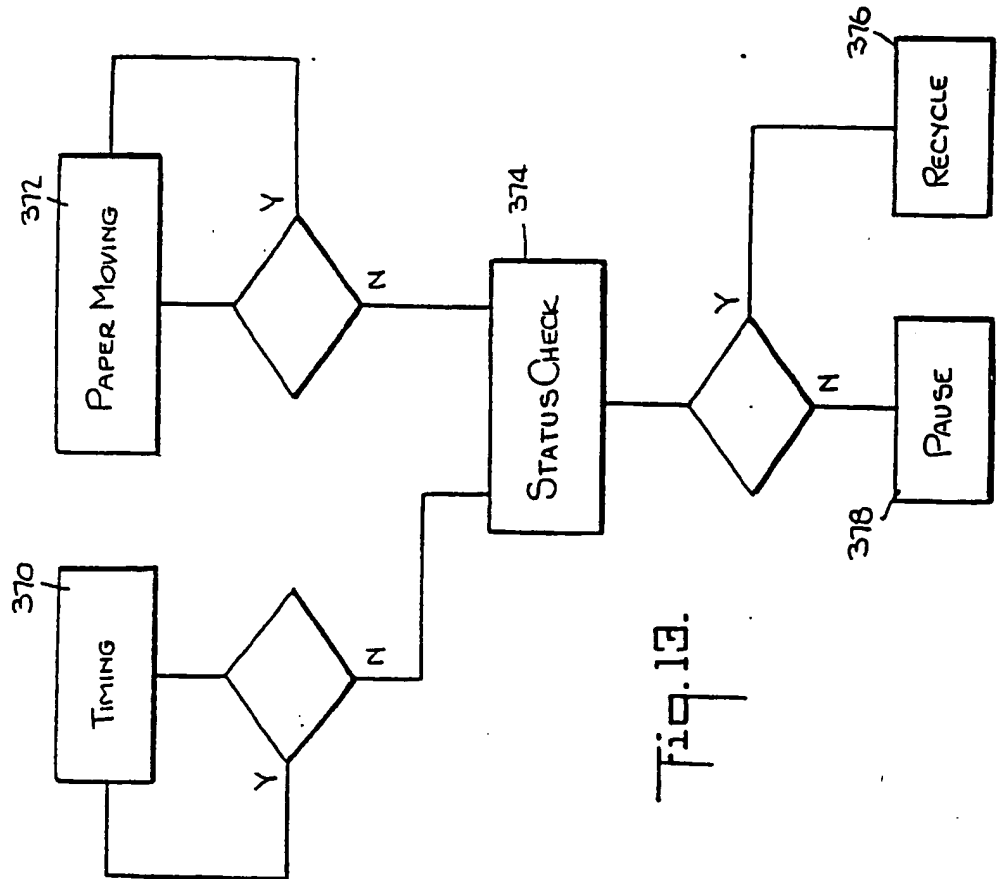 370
TIMING
Y
N
372
PAPER MOVING
Y
N
374
STATUS CHECK
Y
N
376
RECYCLE
378
PAUSE
Fig. 13.